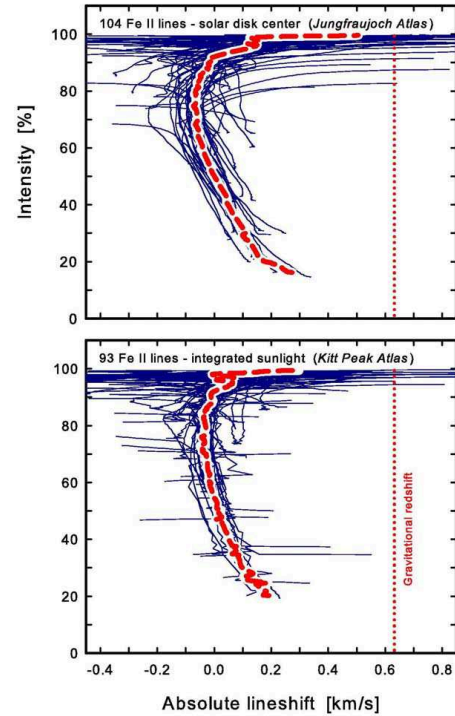 104 Fe II lines - solar disk center (Jungfraujoch Atlas)
100
80
60
40
20
0
Intensity [%]
93 Fe II lines - integrated sunlight (Kitt Peak Atlas)
100
80
60
40
20
0
Gravitational redshift
-0.4 -0.2 0.0 0.2 0.4 0.6 0.8
Absolute lineshift [km/s]